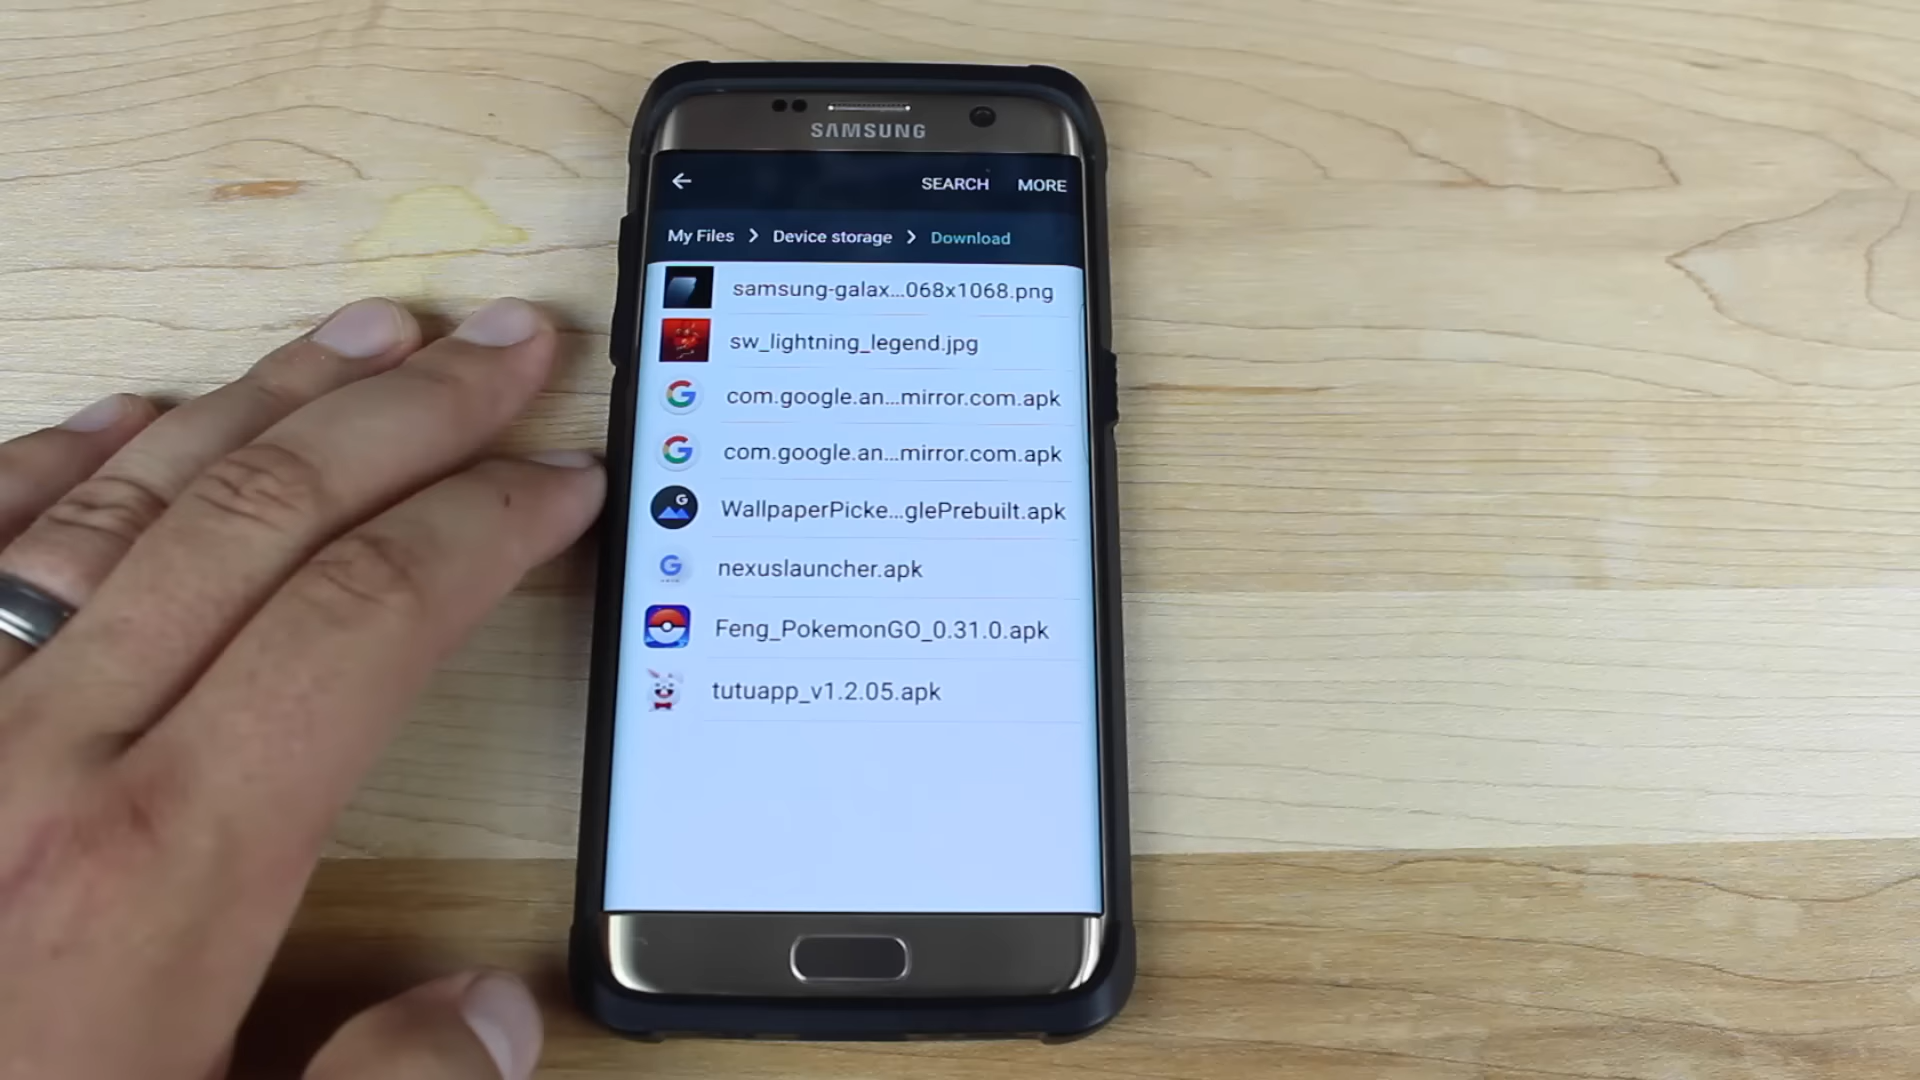 SAMSUNG
SEARCH MORE
My Files > Device storage > Download
samsung-galax...068x1068.png
sw_lightning_legend.jpg
com.google.an...mirror.com.apk
com.google.an...mirror.com.apk
WallpaperPicke...glePrebuilt.apk
nexuslauncher.apk
Feng_PokemonGO_0.31.0.apk
tutuapp_v1.2.05.apk